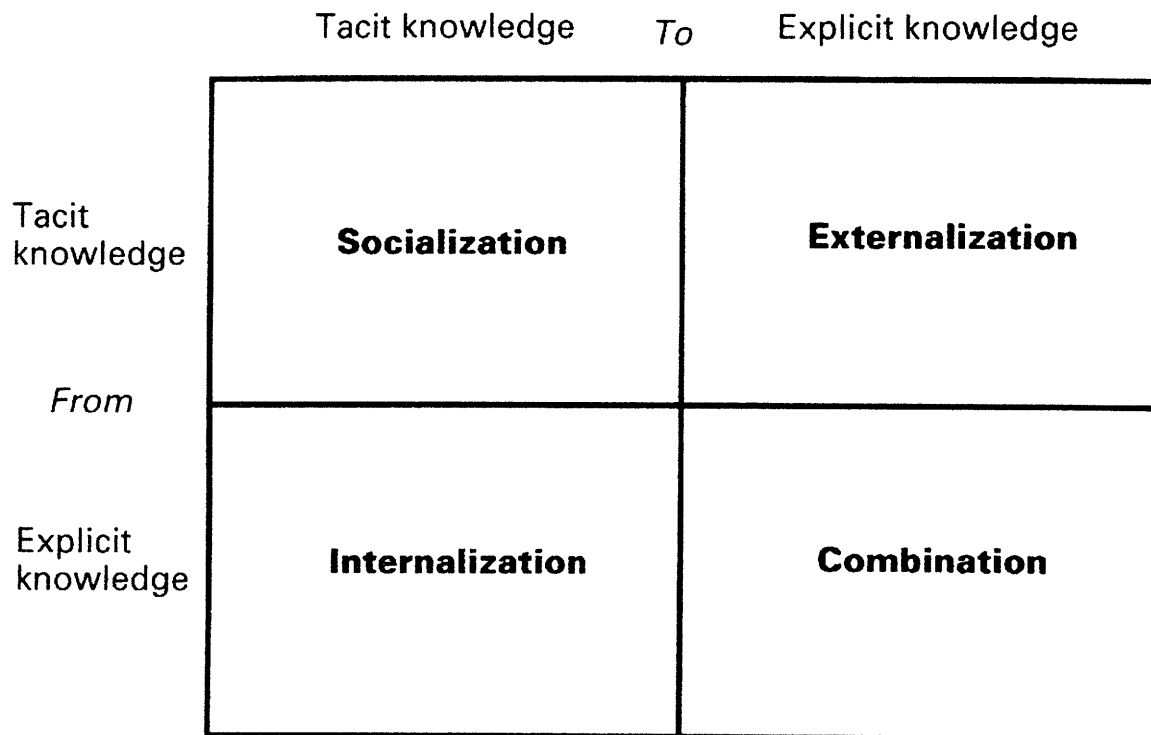 Tacit knowledge To Explicit knowledge
Tacit
knowledge
Socialization
Externalization
From
Explicit
knowledge
Internalization
Combination